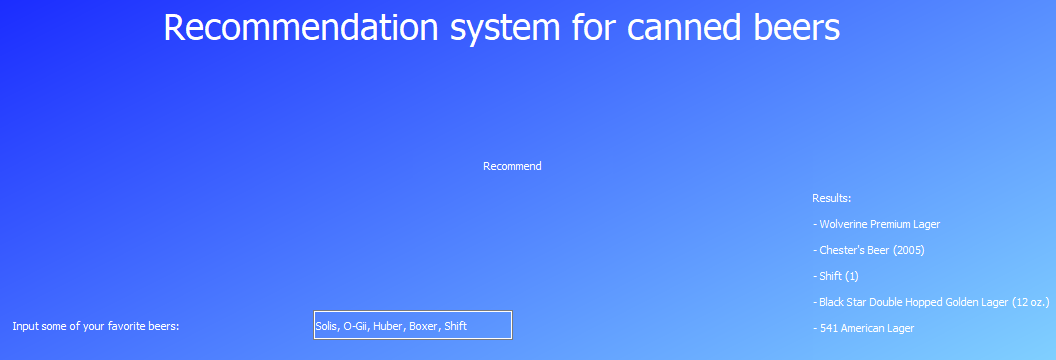 Recommendation system for canned beers
Recommend
Results:
- Wolverine Premium Lager
- Chester's Beer (2005)
- Shift (1)
- Black Star Double Hopped Golden Lager (12 oz.)
- 541 American Lager
Input some of your favorite beers:
Solis, O-Gii, Huber, Boxer, Shift